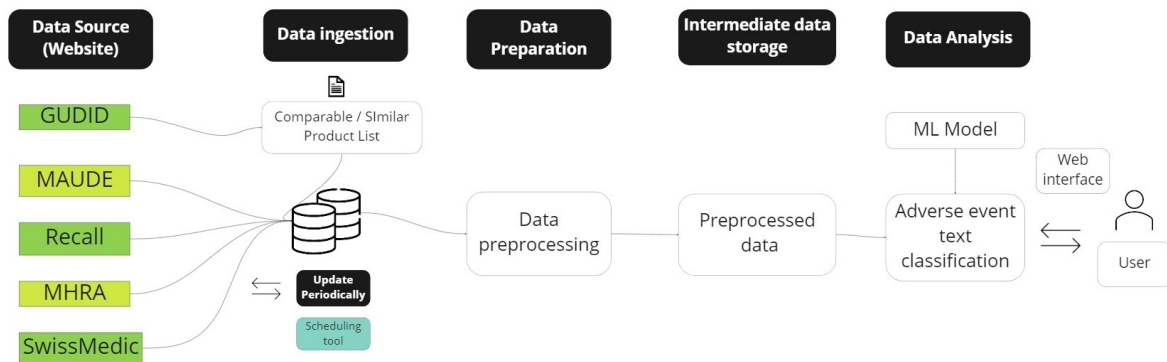 Data Source
(Website)
Data ingestion
Data
Preparation
Intermediate data
storage
Data Analysis
GUDID
MAUDE
Recall
MHRA
SwissMedic
Comparable / SImilar
Product List
Update
Periodically
Scheduling
tool
Data
preprocessing
Preprocessed
data
ML Model
Adverse event
text
classification
Web
interface
User